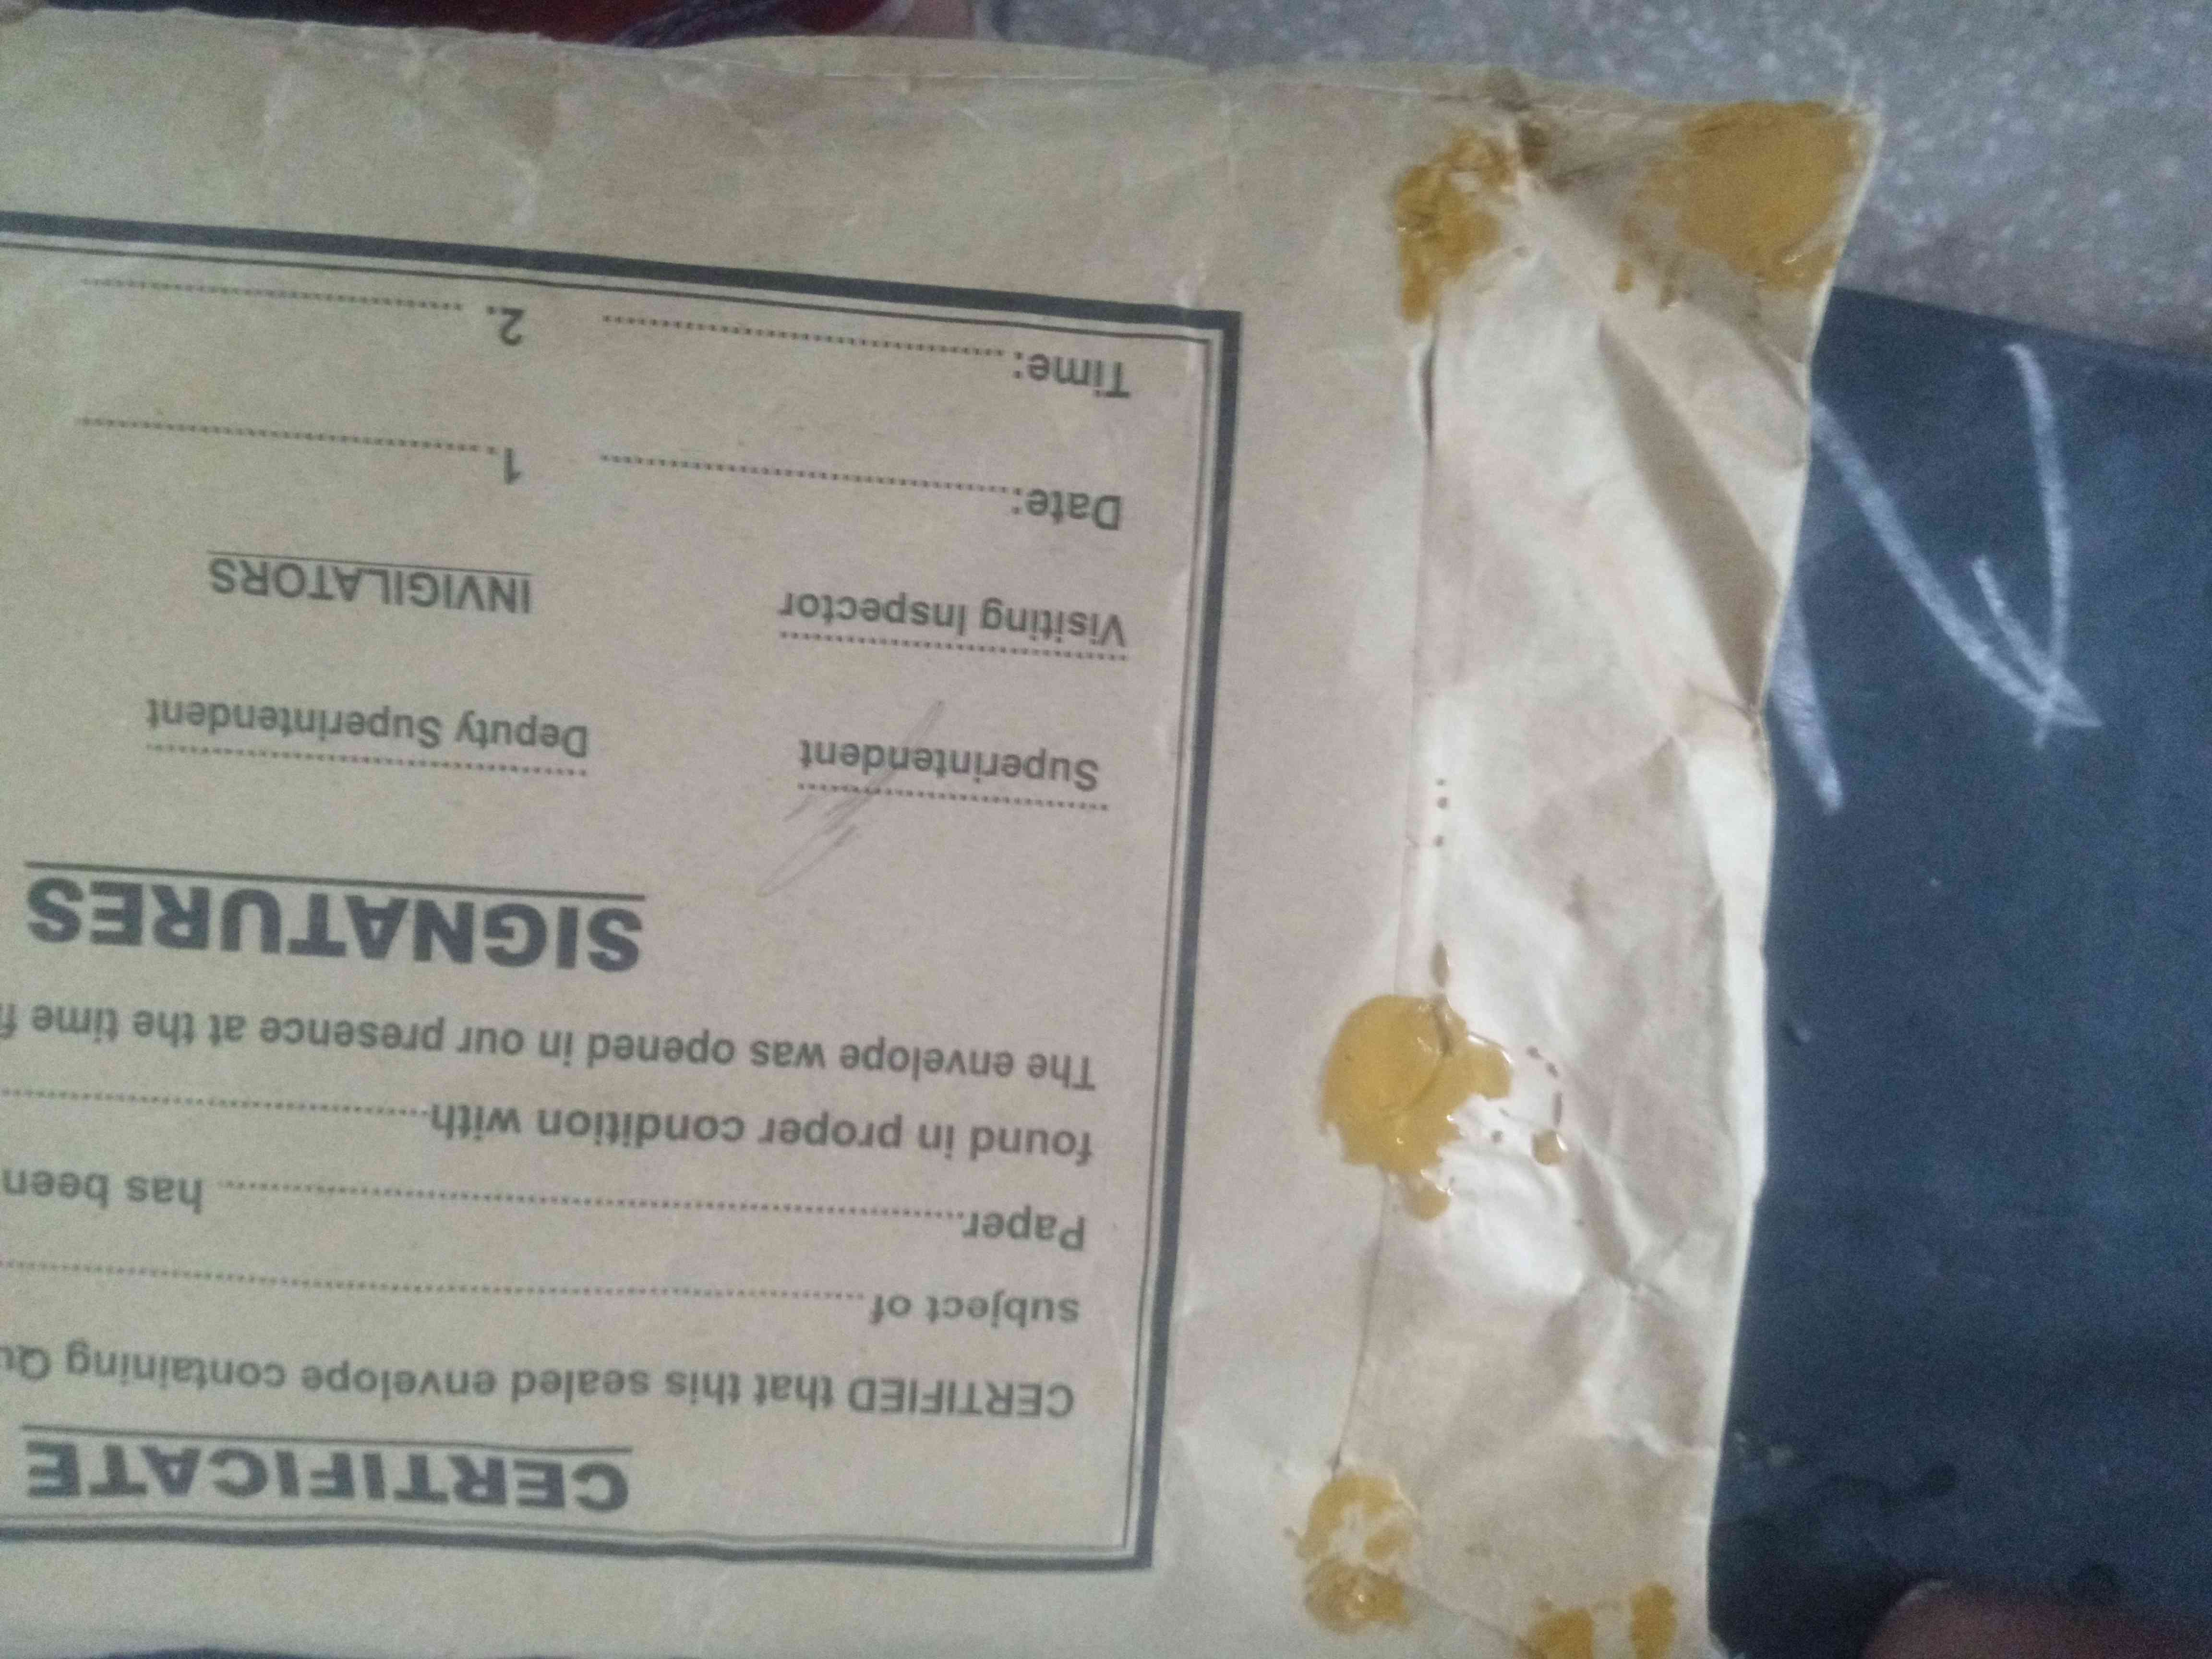 CERTIFICATE
CERTIFIED that this sealed envelope containing Qu
subject of
Paper. has been
found in proper condition with
The envelope was opened in our presence at the time f
SIGNATURES
Superintendent Deputy Superintendent
Visiting Inspector INVIGILATORS
Date: 1.
Time: 2.